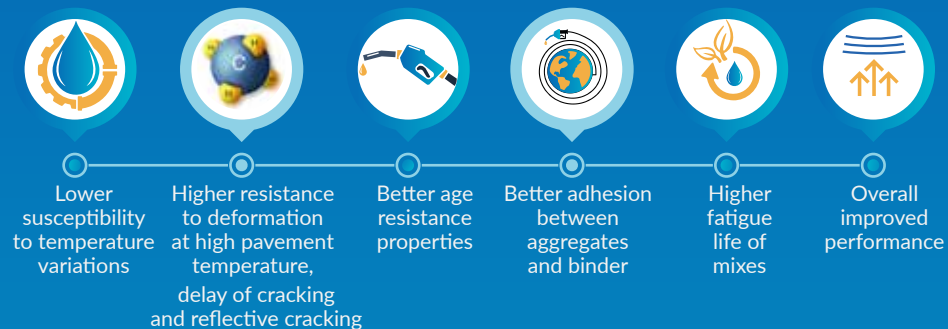 Lower
susceptibility
to temperature
variations
Higher resistance
to deformation
at high pavement
temperature,
delay of cracking
and reflective cracking
Better age
resistance
properties
Better adhesion
between
aggregates
and binder
Higher
fatigue
life of
mixes
Overall
improved
performance
C